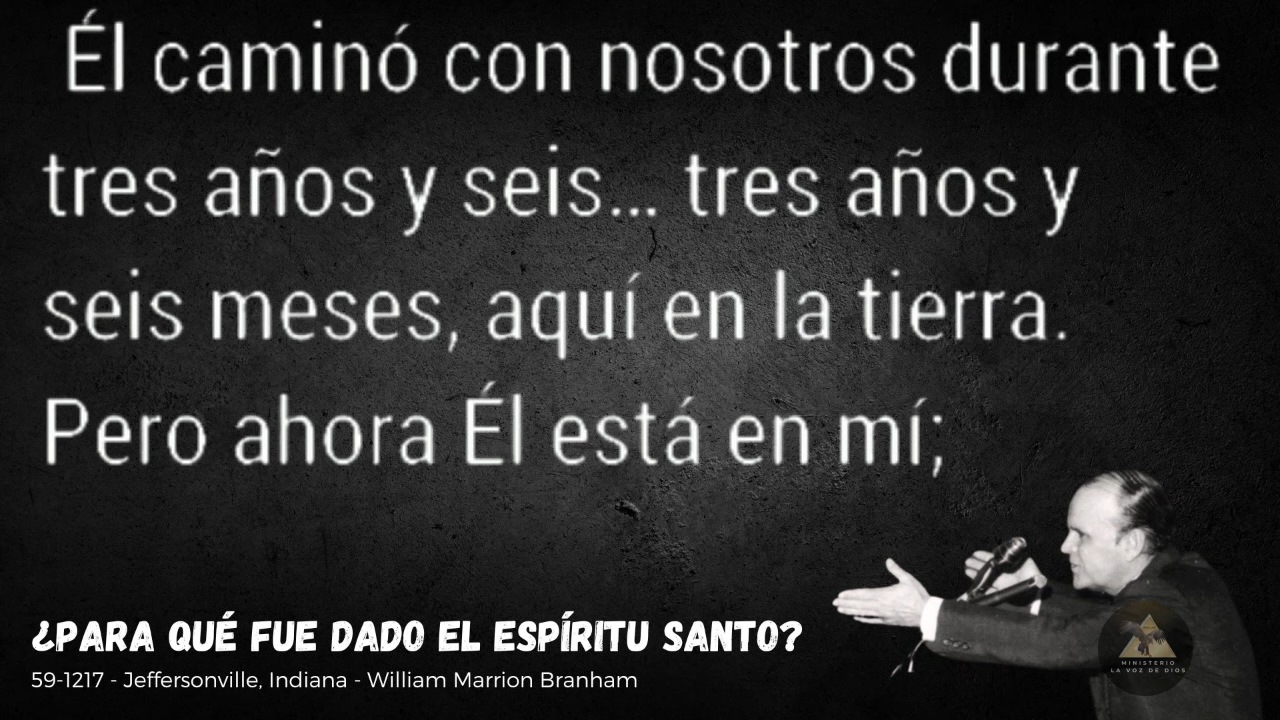 Él caminó con nosotros durante
tres años y seis... tres años y
seis meses, aquí en la tierra.
Pero ahora Él está en mí;
¿PARA QUÉ FUE DADO EL ESPÍRITU SANTO?
59-1217 - Jeffersonville, Indiana - William Marrion Branham
MINISTERIO
LA VOZ DE DIOS